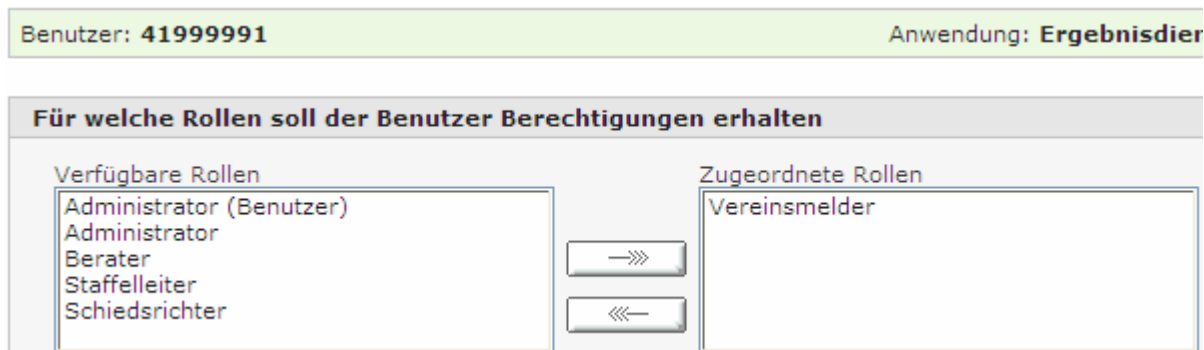 Benutzer: 41999991 Anwendung: Ergebnisdien
Für welche Rollen soll der Benutzer Berechtigungen erhalten
Verfügbare Rollen Zugeordnete Rollen
Administrator (Benutzer) Vereinsmelder
Administrator
Berater
Staffelleiter
Schiedsrichter